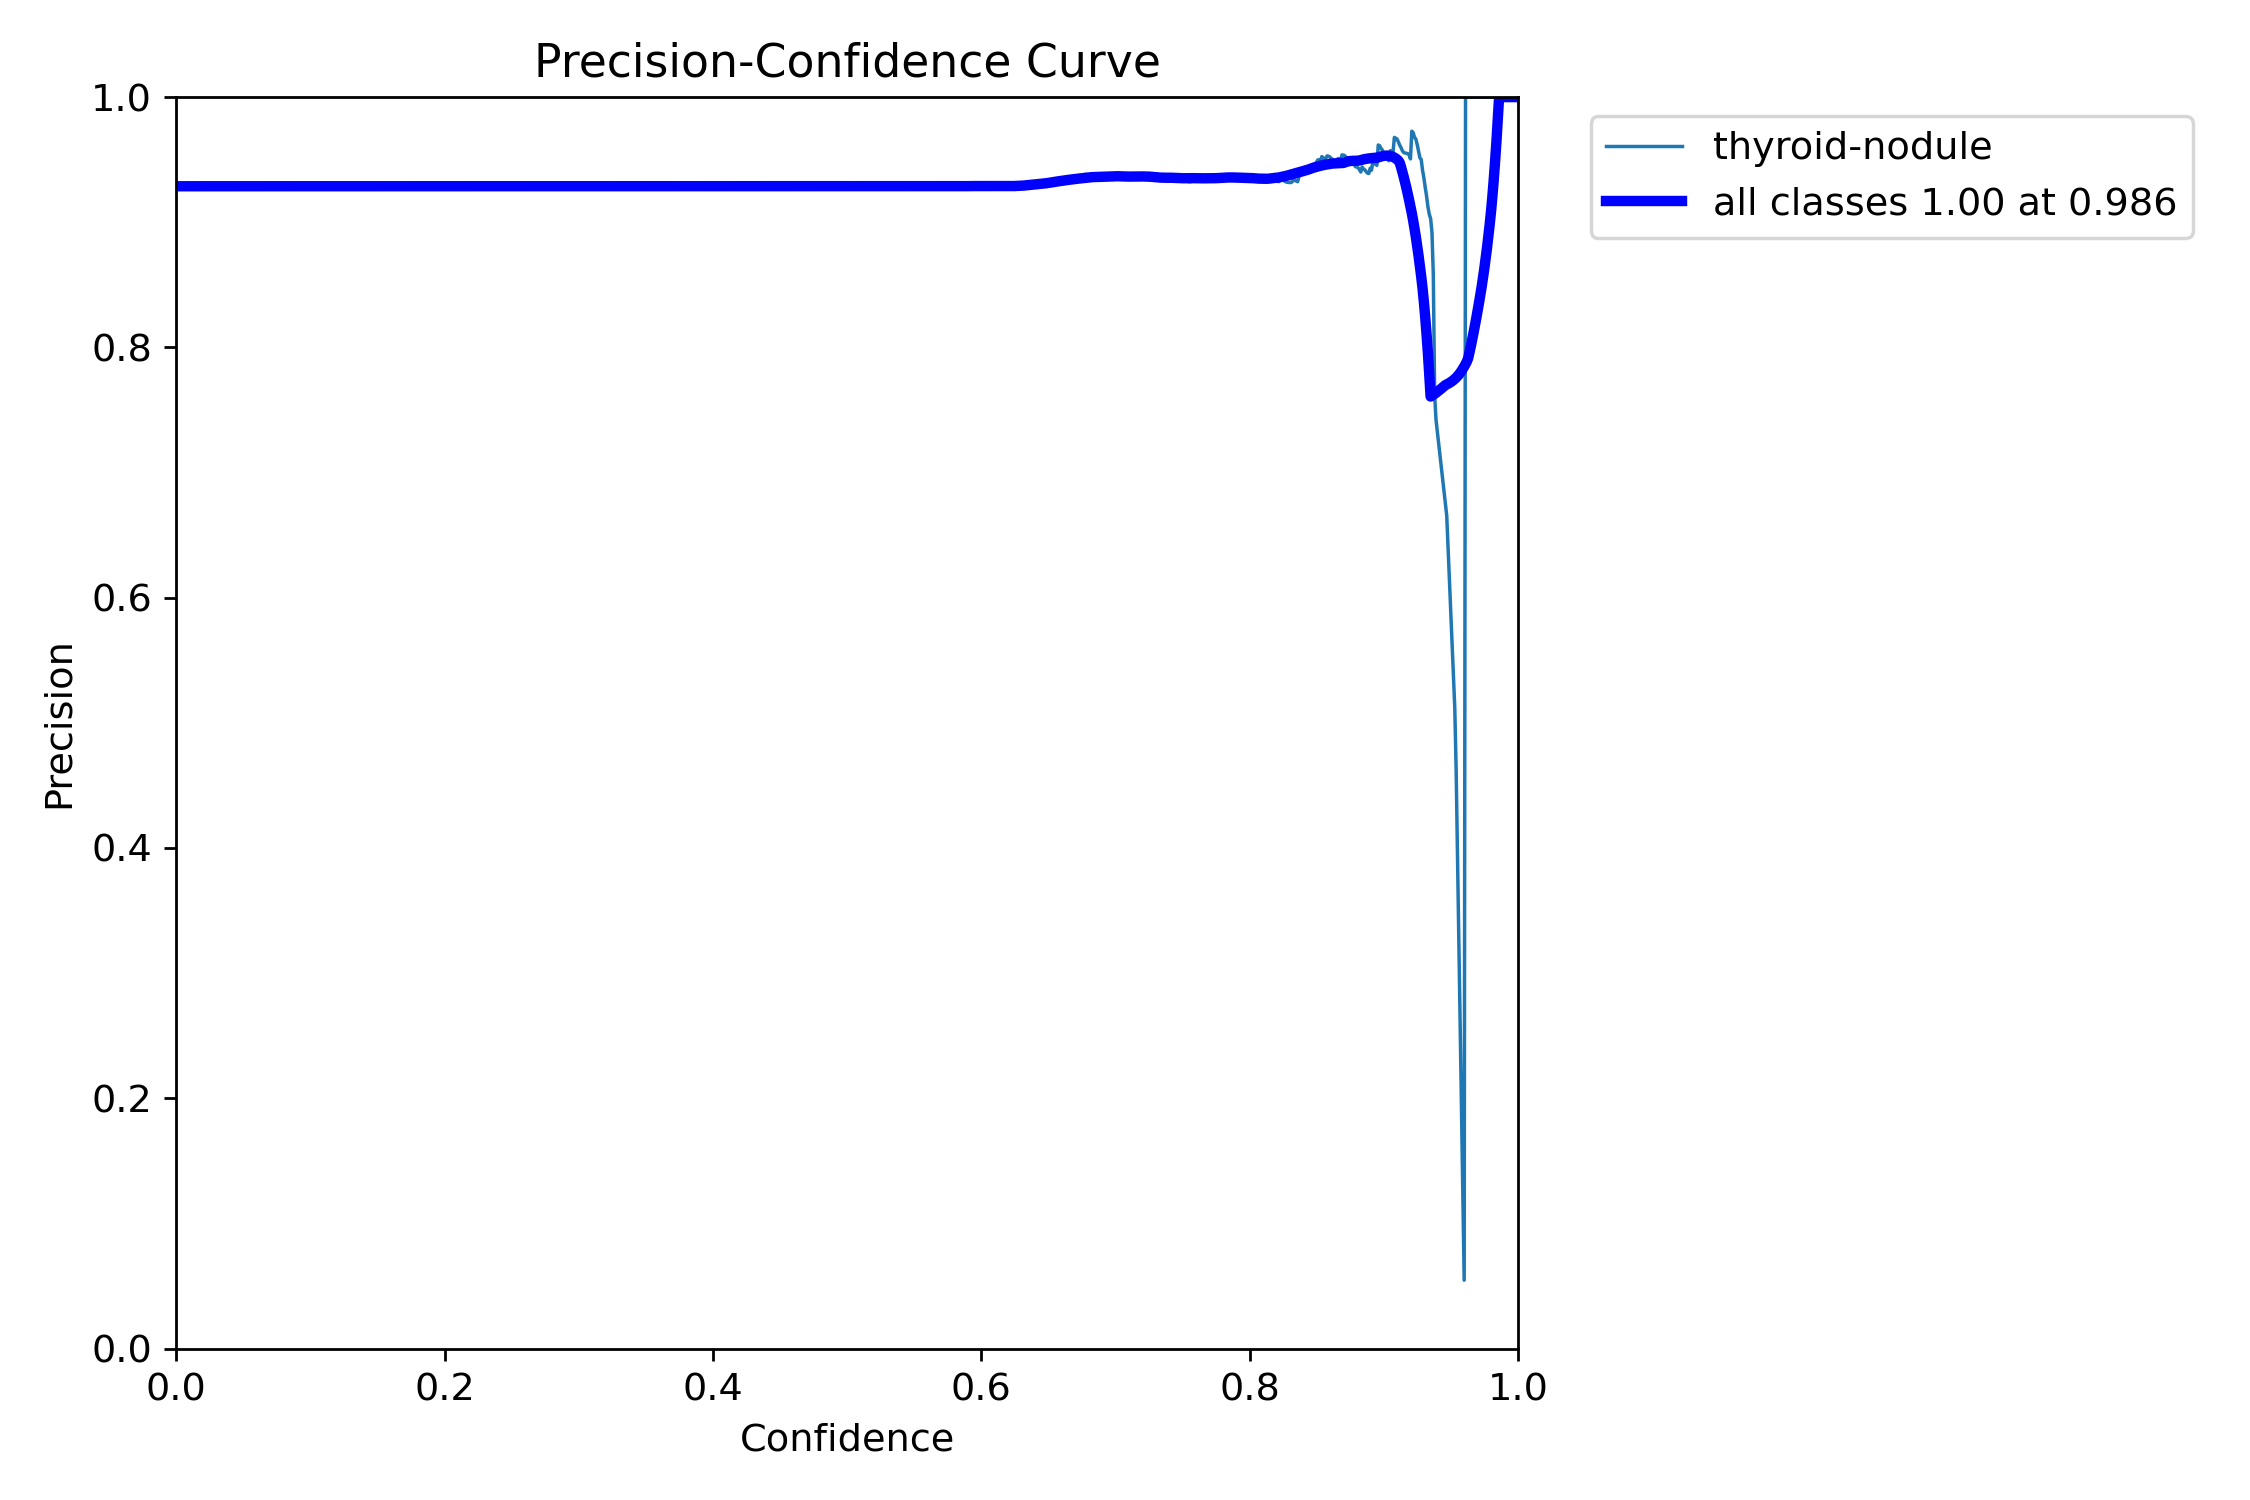 Precision-Confidence Curve
1.0
0.8
0.6
0.4
0.2
0.0
Precision
0.0 0.2 0.4 0.6 0.8 1.0
Confidence
thyroid-nodule
all classes 1.00 at 0.986